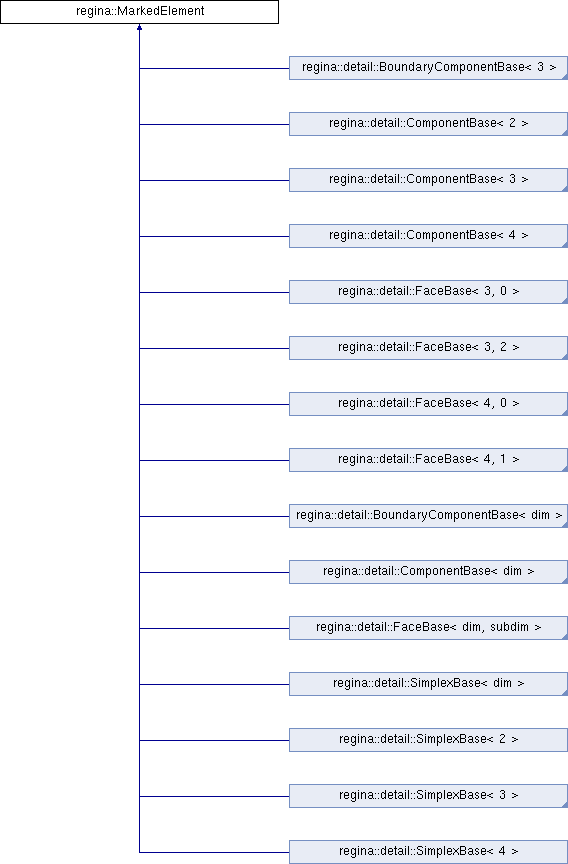 regina::MarkedElement
regina::detail::BoundaryComponentBase< 3 >
regina::detail::ComponentBase< 2 >
regina::detail::ComponentBase< 3 >
regina::detail::ComponentBase< 4 >
regina::detail::FaceBase< 3, 0 >
regina::detail::FaceBase< 3, 2 >
regina::detail::FaceBase< 4, 0 >
regina::detail::FaceBase< 4, 1 >
regina::detail::BoundaryComponentBase< dim >
regina::detail::ComponentBase< dim >
regina::detail::FaceBase< dim, subdim >
regina::detail::SimplexBase< dim >
regina::detail::SimplexBase< 2 >
regina::detail::SimplexBase< 3 >
regina::detail::SimplexBase< 4 >